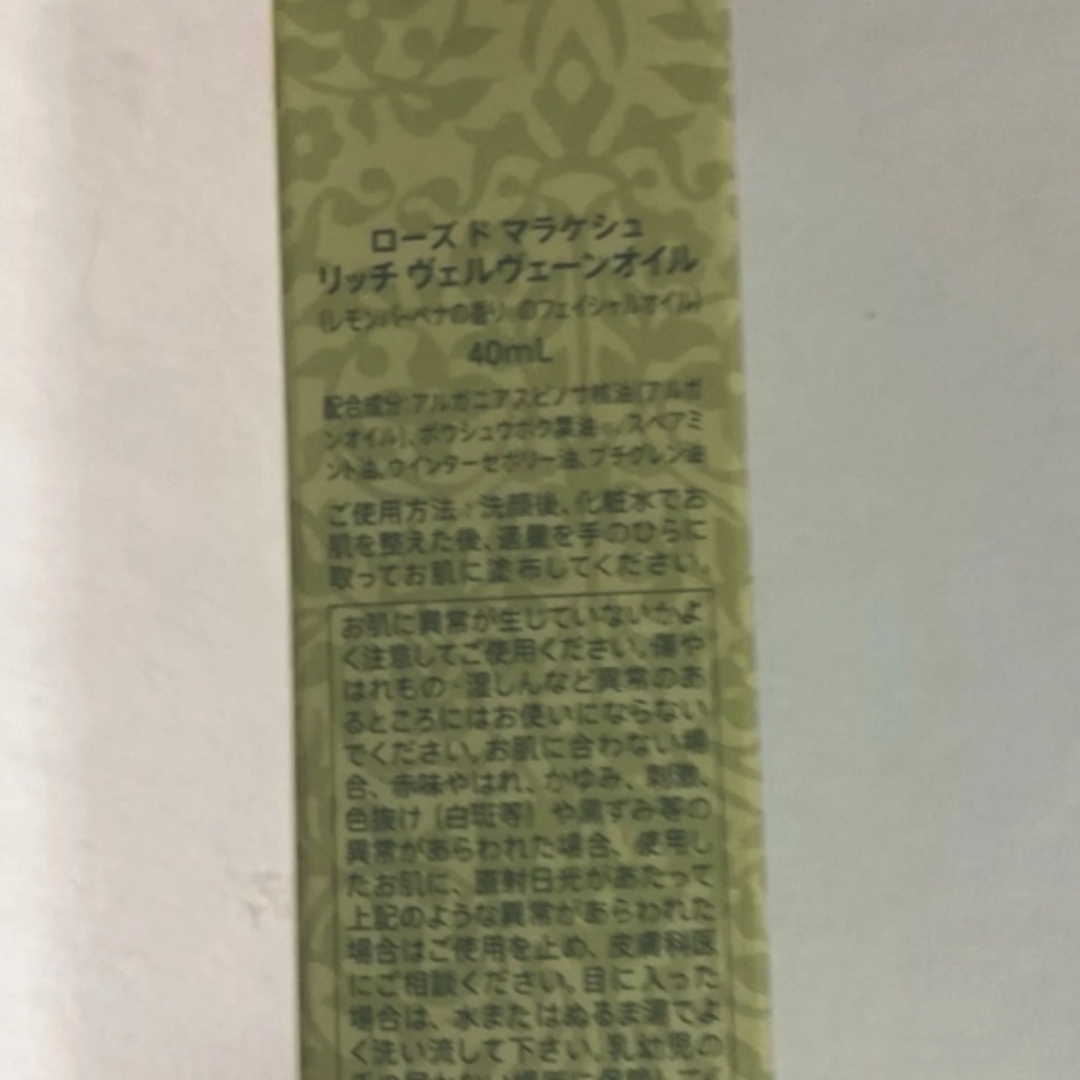 ローズ ド マラケシュ
リッチ ヴェルヴェーンオイル
(レモンバーベナの香り のフェイシャルオイル)
40mL
配合成分:アルガニアスピノサ核油(アルガ
ンオイル)、ボウシュウボク葉油 、スペアミ
ント油、ウインターセボリー油、プチグレン油
ご使用方法:洗顔後、化粧水でお
肌を整えた後、適量を手のひらに
取ってお肌に塗布してください。
お肌に異常が生じていないかよ
く注意してご使用ください。傷や
はれもの・湿しんなど異常のあ
るところにはお使いにならない
でください。お肌に合わない場
合、赤味やはれ、かゆみ、刺激、
色抜け(白斑等)や黒ずみ等の
異常があらわれた場合、使用し
たお肌に、直射日光があたって
上記のような異常があらわれた
場合はご使用を止め、皮膚科医
にご相談ください。目に入った
場合は、水またはぬるま湯でよ
く洗い流して下さい。乳幼児の